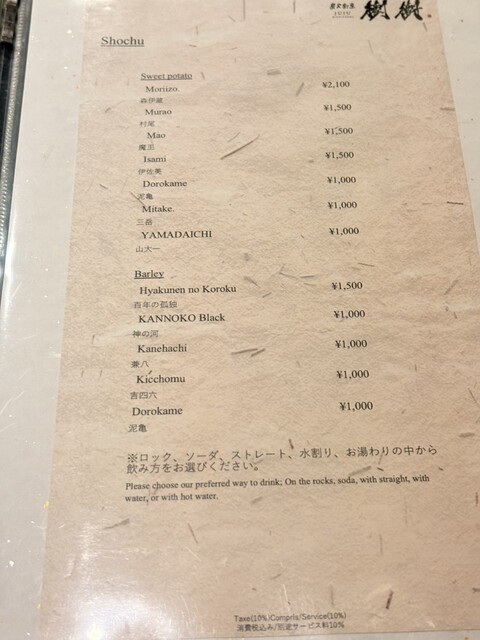 樹樹
JUJU
Shochu
Sweet potato
Moriizo. ¥2,100
森伊蔵
Murao ¥1,500
村尾
Mao ¥1,500
魔王
Isami ¥1,500
伊佐美
Dorokame ¥1,000
泥亀
Mitake. ¥1,000
三岳
YAMADAICHI ¥1,000
山大一
Barley
Hyakunen no Koroku ¥1,500
百年の孤独
KANNOKO Black ¥1,000
神の河
Kanehachi ¥1,000
兼八
Kicchomu ¥1,000
吉四六
Dorokame ¥1,000
泥亀
※ロック、ソーダ、ストレート、水割り、お湯わりの中から
飲み方をお選びください。
Please choose our preferred way to drink; On the rocks, soda, with straight, with
water, or with hot water.
Taxe(10%)Compris/Service(10%)
消費税込み/別途サービス料10%